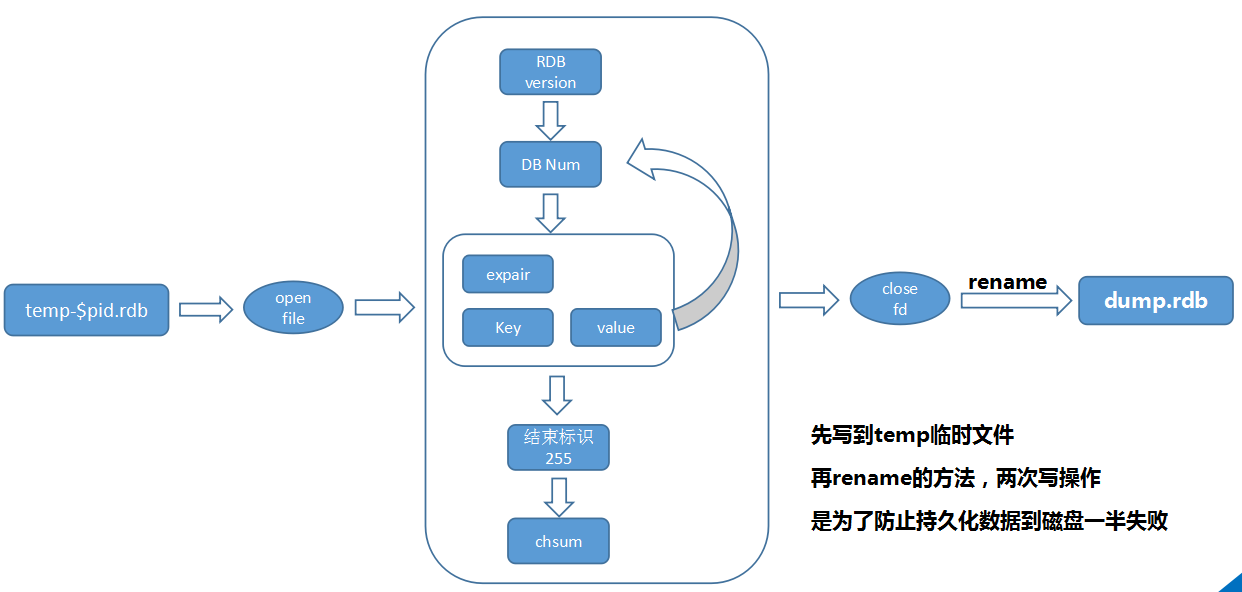 RDB
version
DB Num
expair
Key
value
temp-$pid.rdb
open
file
结束标识
255
chsum
close
fd
rename
dump.rdb
先写到temp临时文件
再rename的方法，两次写操作
是为了防止持久化数据到磁盘一半失败